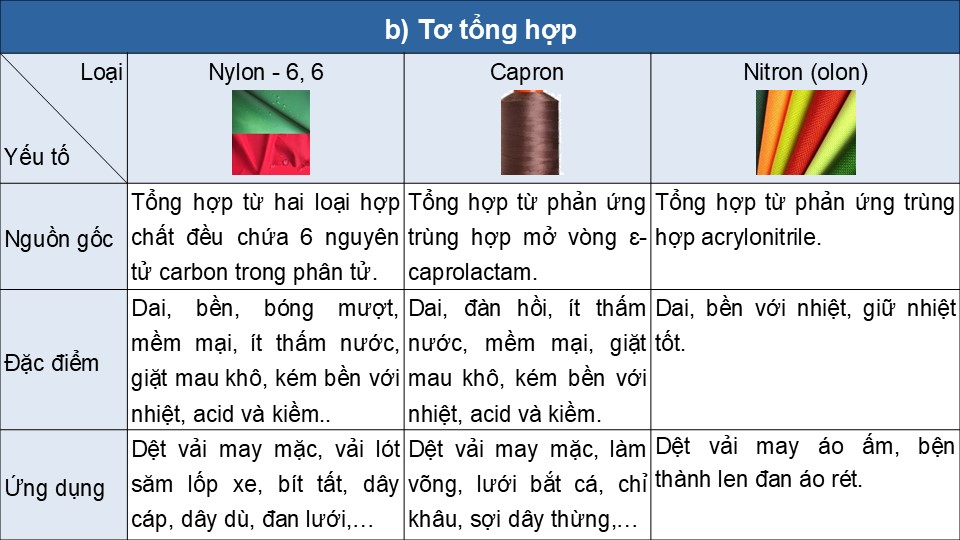 b) Tơ tổng hợp
Loại
Yếu tố
Nylon - 6, 6
Capron
Nitron (olon)
Nguồn gốc
Tổng hợp từ hai loại hợp
chất đều chứa 6 nguyên
tử carbon trong phân tử.
Tổng hợp từ phản ứng
trùng hợp mở vòng ε-
caprolactam.
Tổng hợp từ phản ứng trùng
hợp acrylonitrile.
Đặc điểm
Dai, bền, bóng mượt,
mềm mại, ít thấm nước,
giặt mau khô, kém bền với
nhiệt, acid và kiềm..
Dai, đàn hồi, ít thấm
nước, mềm mại, giặt
mau khô, kém bền với
nhiệt, acid và kiềm.
Dai, bền với nhiệt, giữ nhiệt
tốt.
Ứng dụng
Dệt vải may mặc, vải lót
săm lốp xe, bít tất, dây
cáp, dây dù, đan lưới,…
Dệt vải may mặc, làm
võng, lưới bắt cá, chỉ
khâu, sợi dây thừng,…
Dệt vải may áo ấm, bện
thành len đan áo rét.